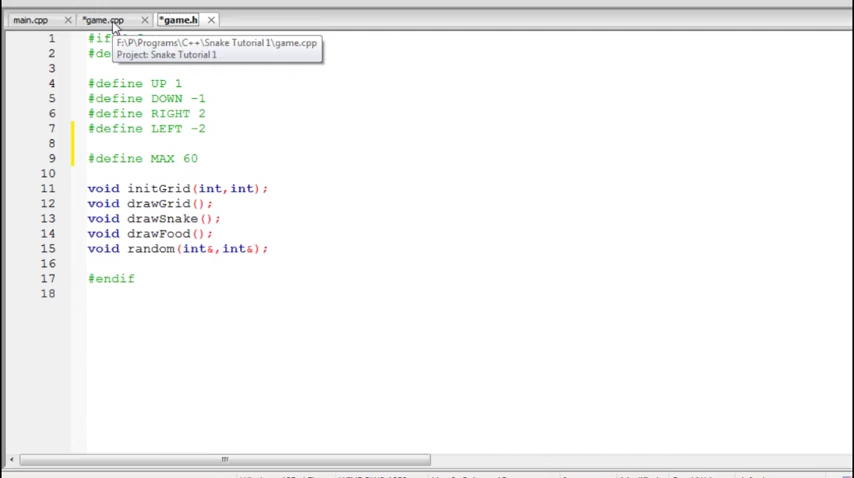 main.cpp *game.cpp *game.h
1 #if
F:\P\Programs\C++\Snake Tutorial 1\game.cpp
2 #de
Project: Snake Tutorial 1
3
4 #define UP 1
5 #define DOWN -1
6 #define RIGHT 2
7 #define LEFT -2
8
9 #define MAX 60
10
11 void initGrid(int,int);
12 void drawGrid();
13 void drawSnake();
14 void drawFood();
15 void random(int&,int&);
16
17 #endif
18